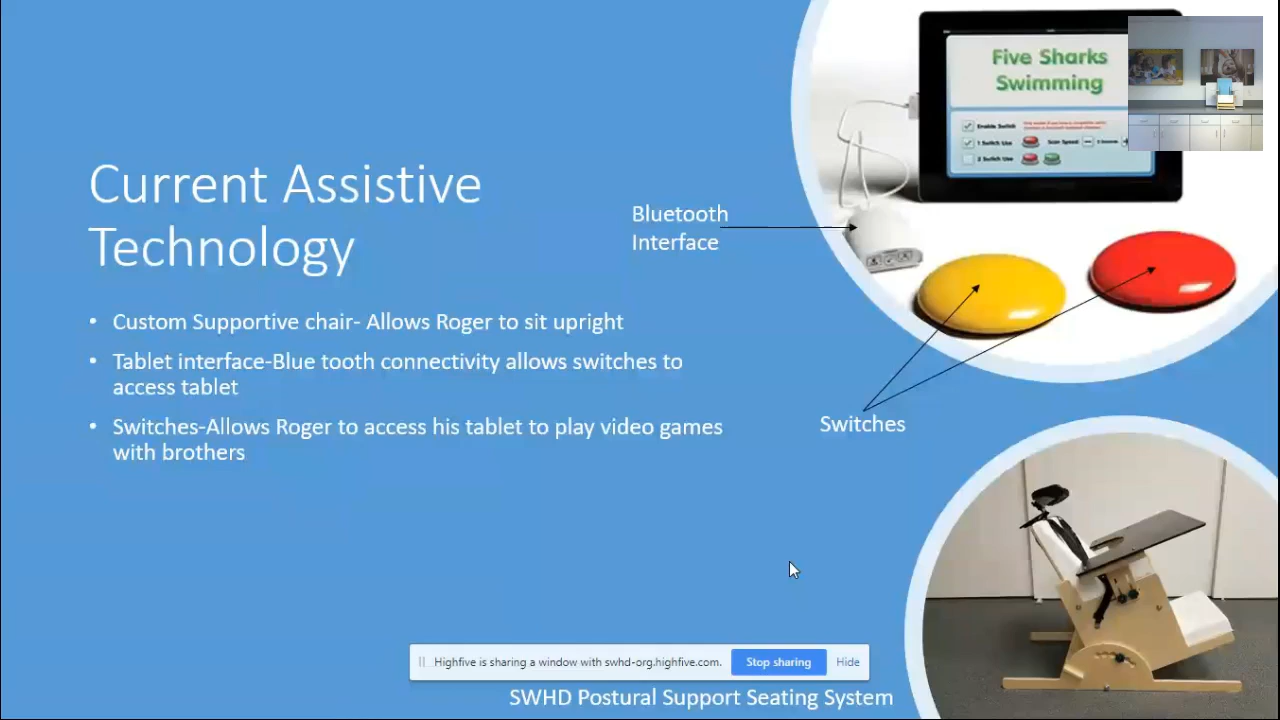 Current Assistive
Technology
• Custom Supportive chair- Allows Roger to sit upright
• Tablet interface-Blue tooth connectivity allows switches to
access tablet
• Switches-Allows Roger to access his tablet to play video games
with brothers
Bluetooth
Interface
Switches
Five Sharks
Swimming
Enable Switch
1 Switch Use
Scan Speed
2 Switch Use
Highfive is sharing a window with swhd-org.highfive.com.
Stop sharing
Hide
SWHD Postural Support Seating System